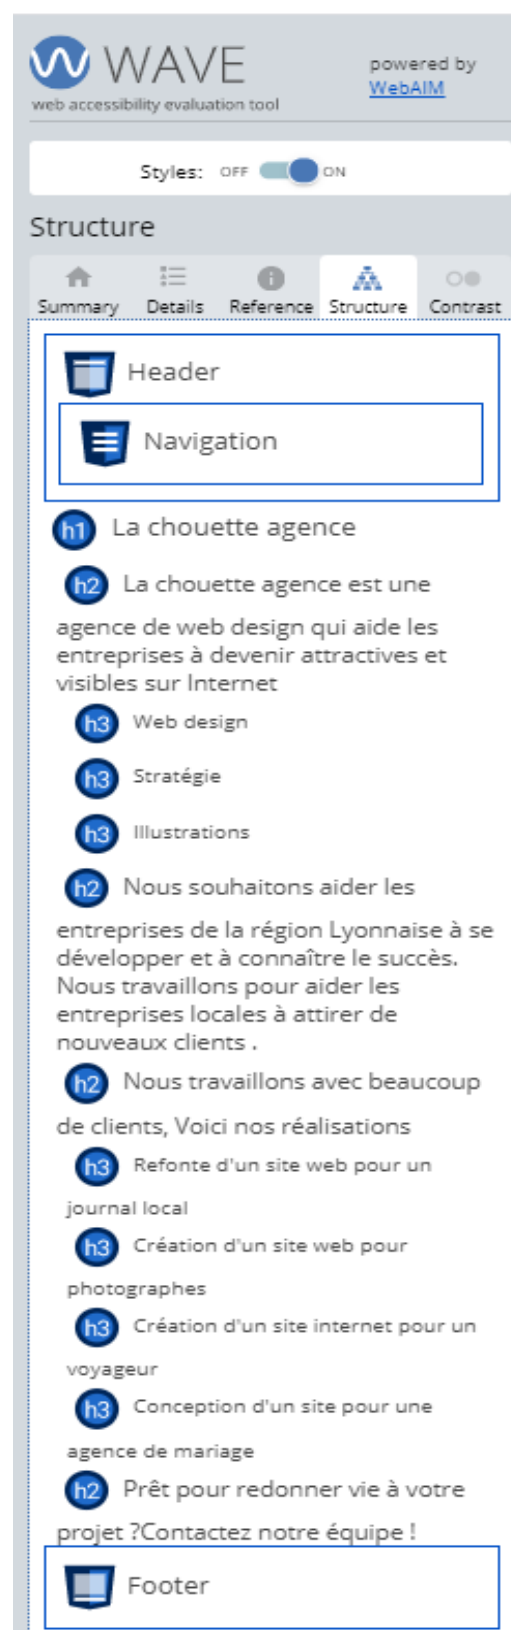 WAVE
web accessibility evaluation tool
powered by
WebAIM
Styles: OFF ON
Structure
Summary Details Reference Structure Contrast
Header
Navigation
h1 La chouette agence
h2 La chouette agence est une
agence de web design qui aide les
entreprises à devenir attractives et
visibles sur Internet
h3 Web design
h3 Stratégie
h3 Illustrations
h2 Nous souhaitons aider les
entreprises de la région Lyonnaise à se
développer et à connaître le succès.
Nous travaillons pour aider les
entreprises locales à attirer de
nouveaux clients .
h2 Nous travaillons avec beaucoup
de clients, Voici nos réalisations
h3 Refonte d'un site web pour un
journal local
h3 Création d'un site web pour
photographes
h3 Création d'un site internet pour un
voyageur
h3 Conception d'un site pour une
agence de mariage
h2 Prêt pour redonner vie à votre
projet ?Contactez notre équipe !
Footer